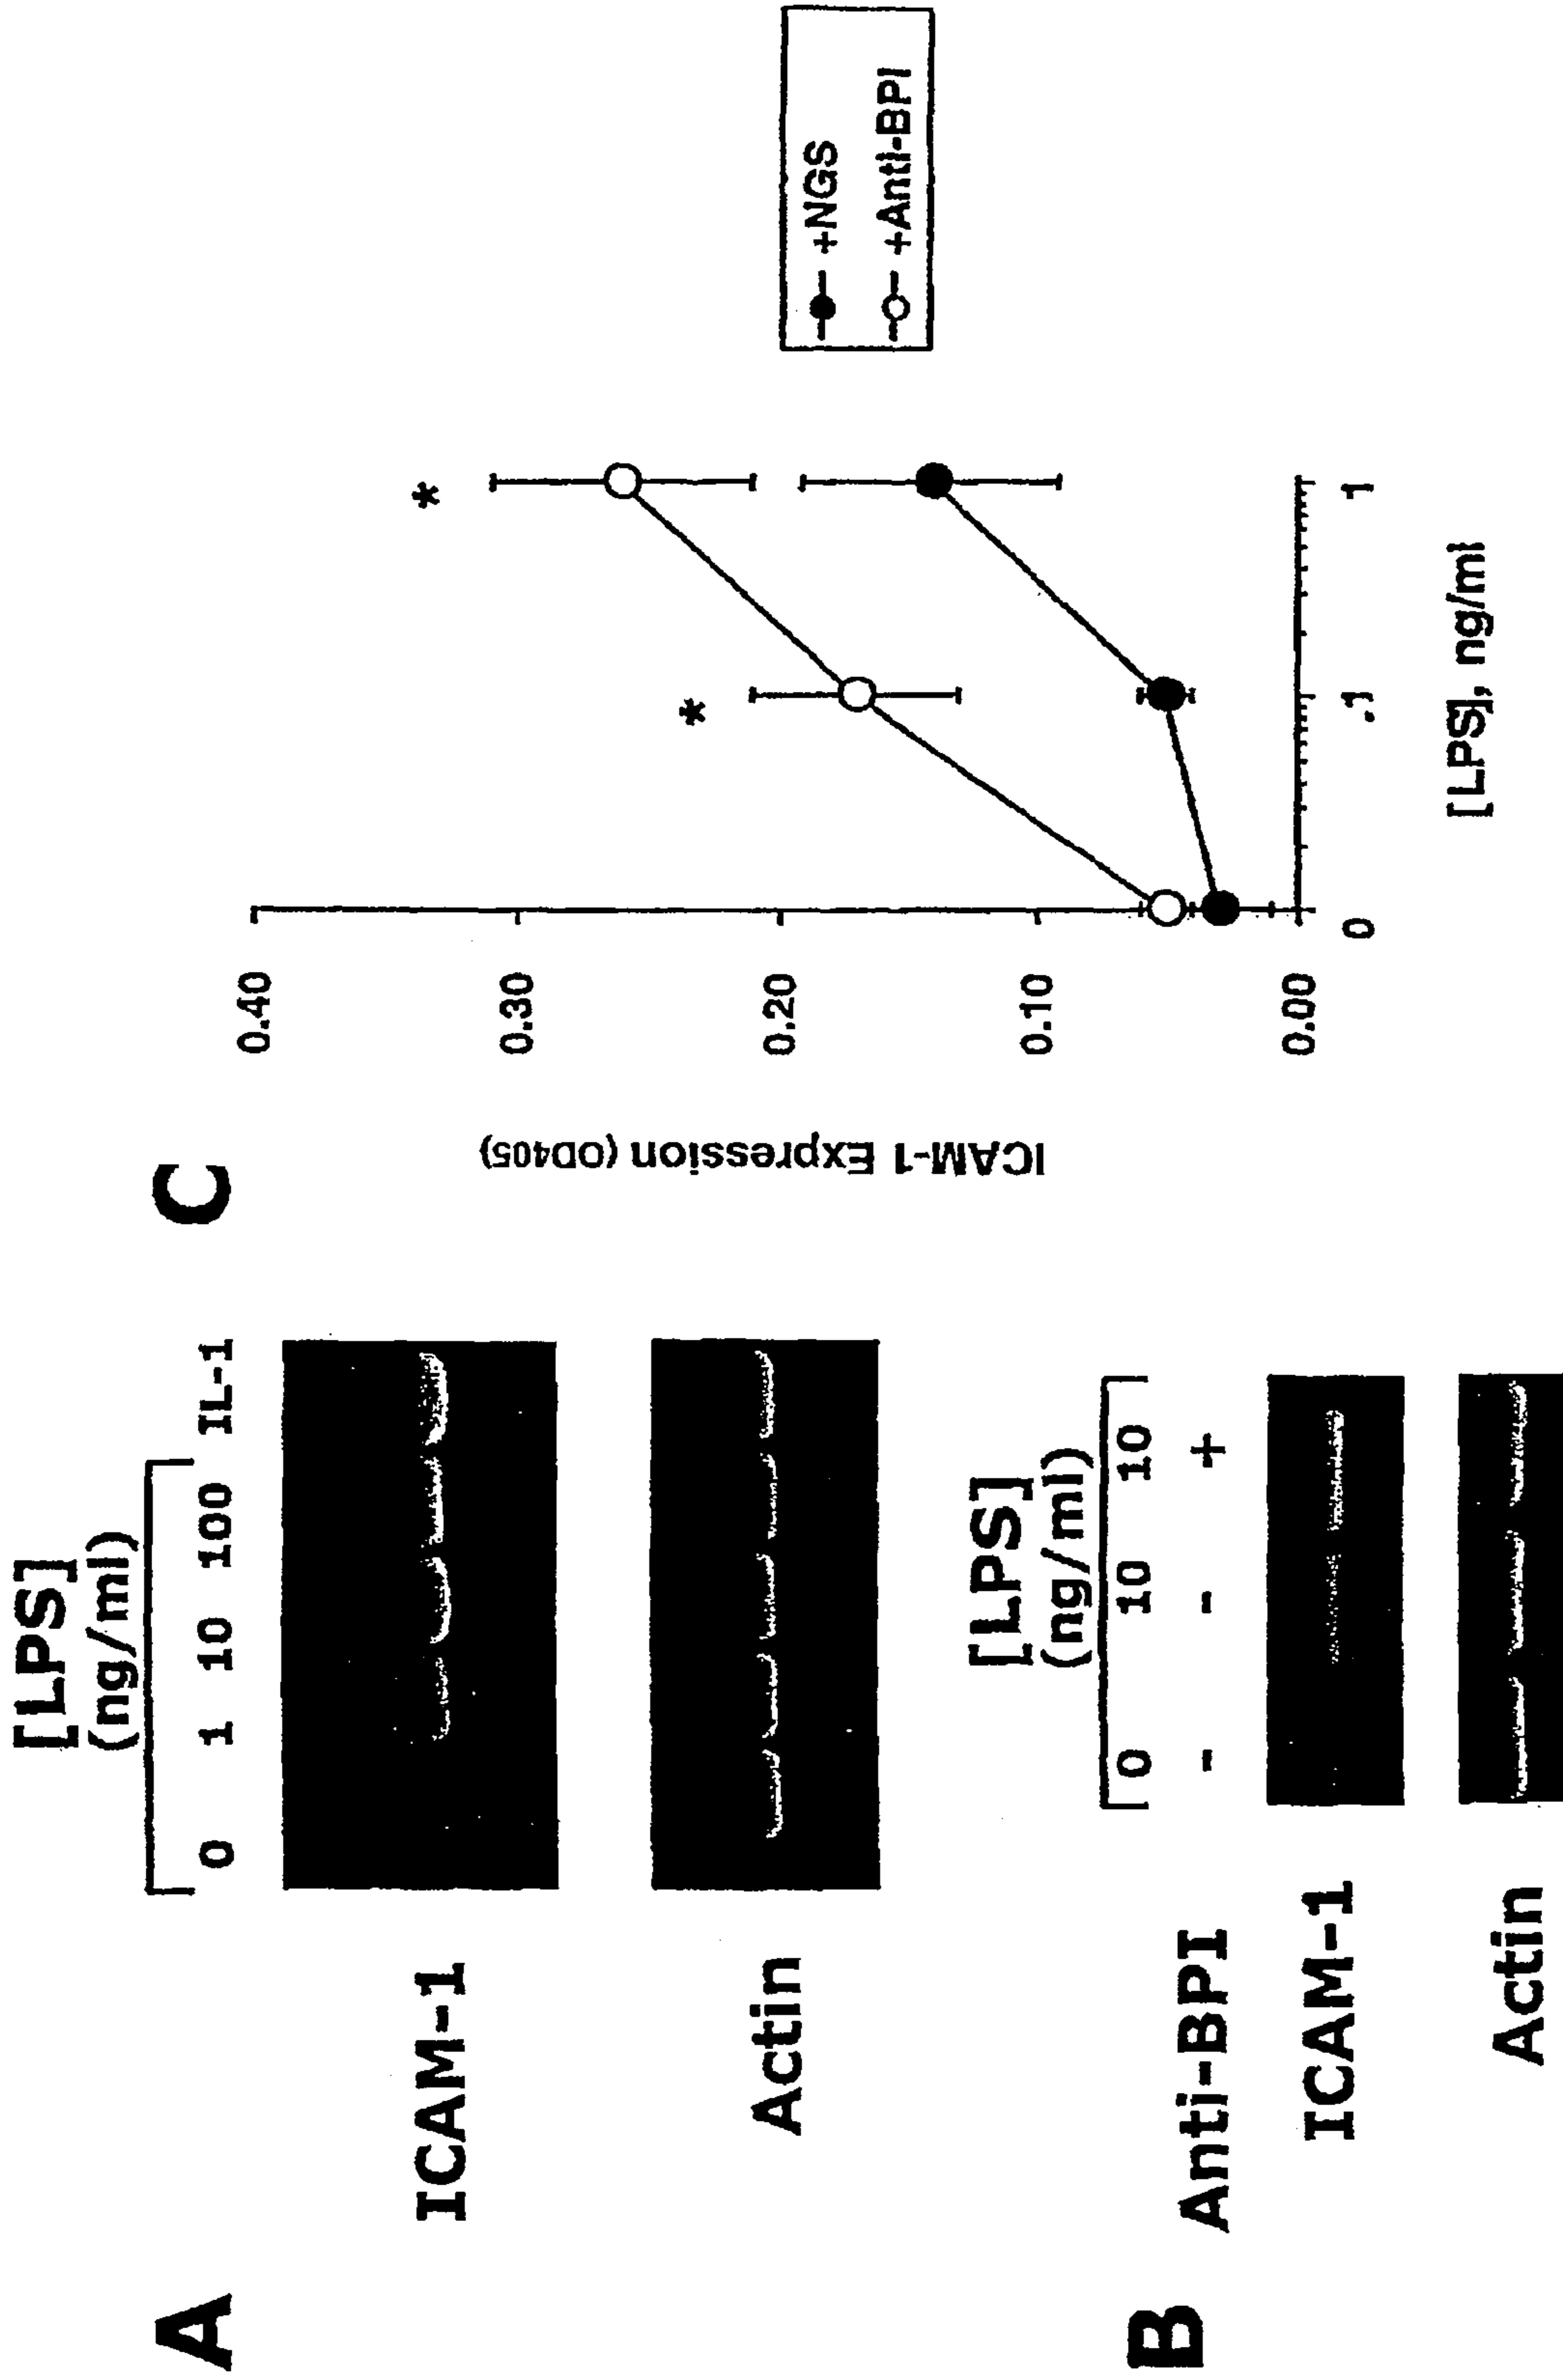 A
[LPS]
(ng/ml)
0 1 10 100 IL-1
ICAM-1
Actin
B
[LPS]
(ng/ml)
0 10 10
Anti-BPI - - +
ICAM-1
Actin
C
ICAM-1 Expression (OD405)
0.40
0.30
0.20
0.10
0.00
* *
0 .1 1
[LPS], ng/ml
+NGS
+Anti-BPI